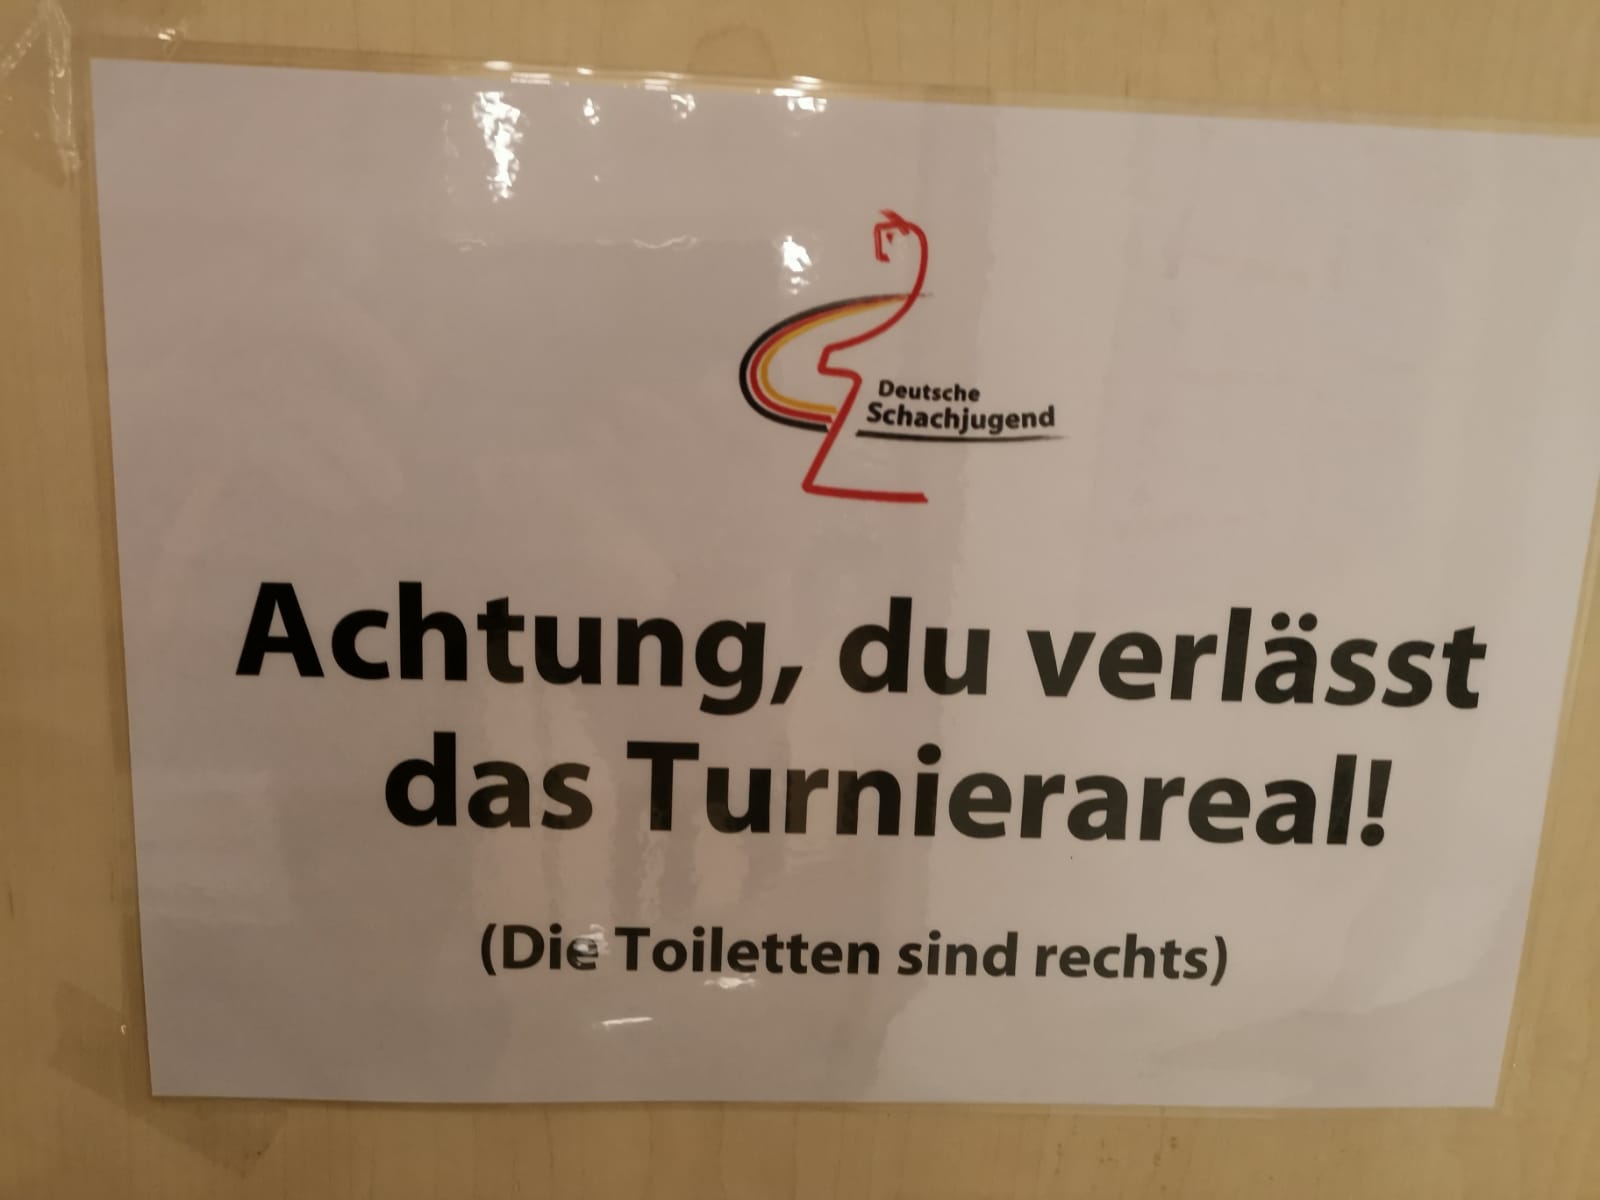 Deutsche
Schachjugend
Achtung, du verlässt
das Turnierareal!
(Die Toiletten sind rechts)